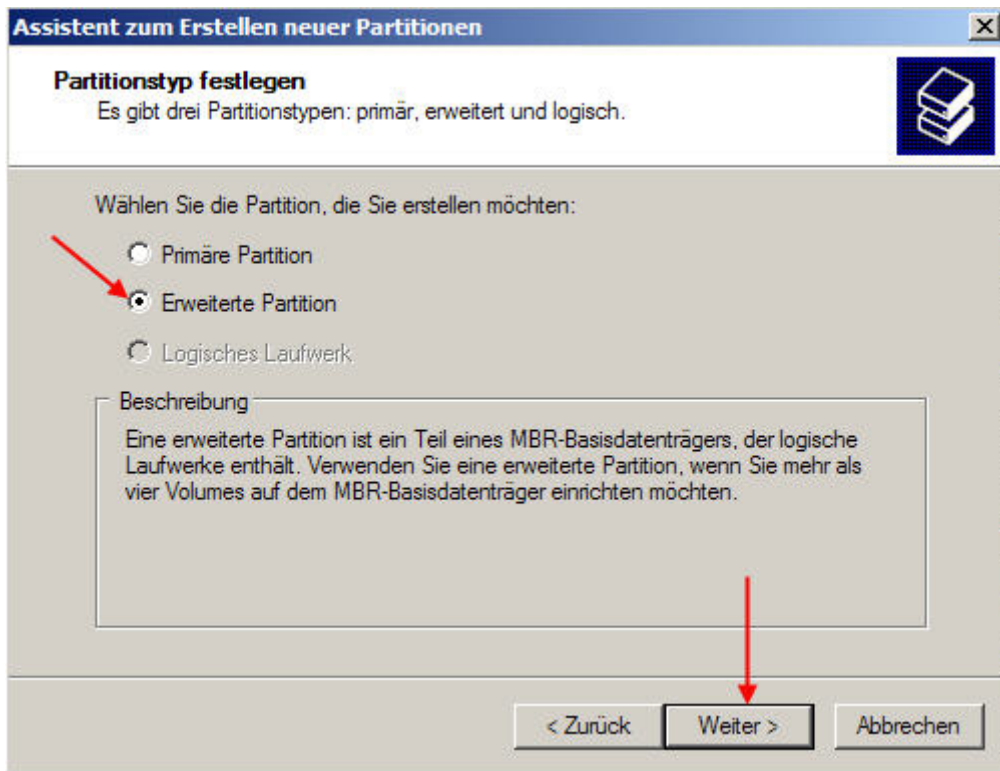 Assistent zum Erstellen neuer Partitionen
Partitionstyp festlegen
Es gibt drei Partitionstypen: primär, erweitert und logisch.
Wählen Sie die Partition, die Sie erstellen möchten:
Primäre Partition
Erweiterte Partition
Logisches Laufwerk
Beschreibung
Eine erweiterte Partition ist ein Teil eines MBR-Basisdatenträgers, der logische
Laufwerke enthält. Verwenden Sie eine erweiterte Partition, wenn Sie mehr als
vier Volumes auf dem MBR-Basisdatenträger einrichten möchten.
< Zurück Weiter > Abbrechen